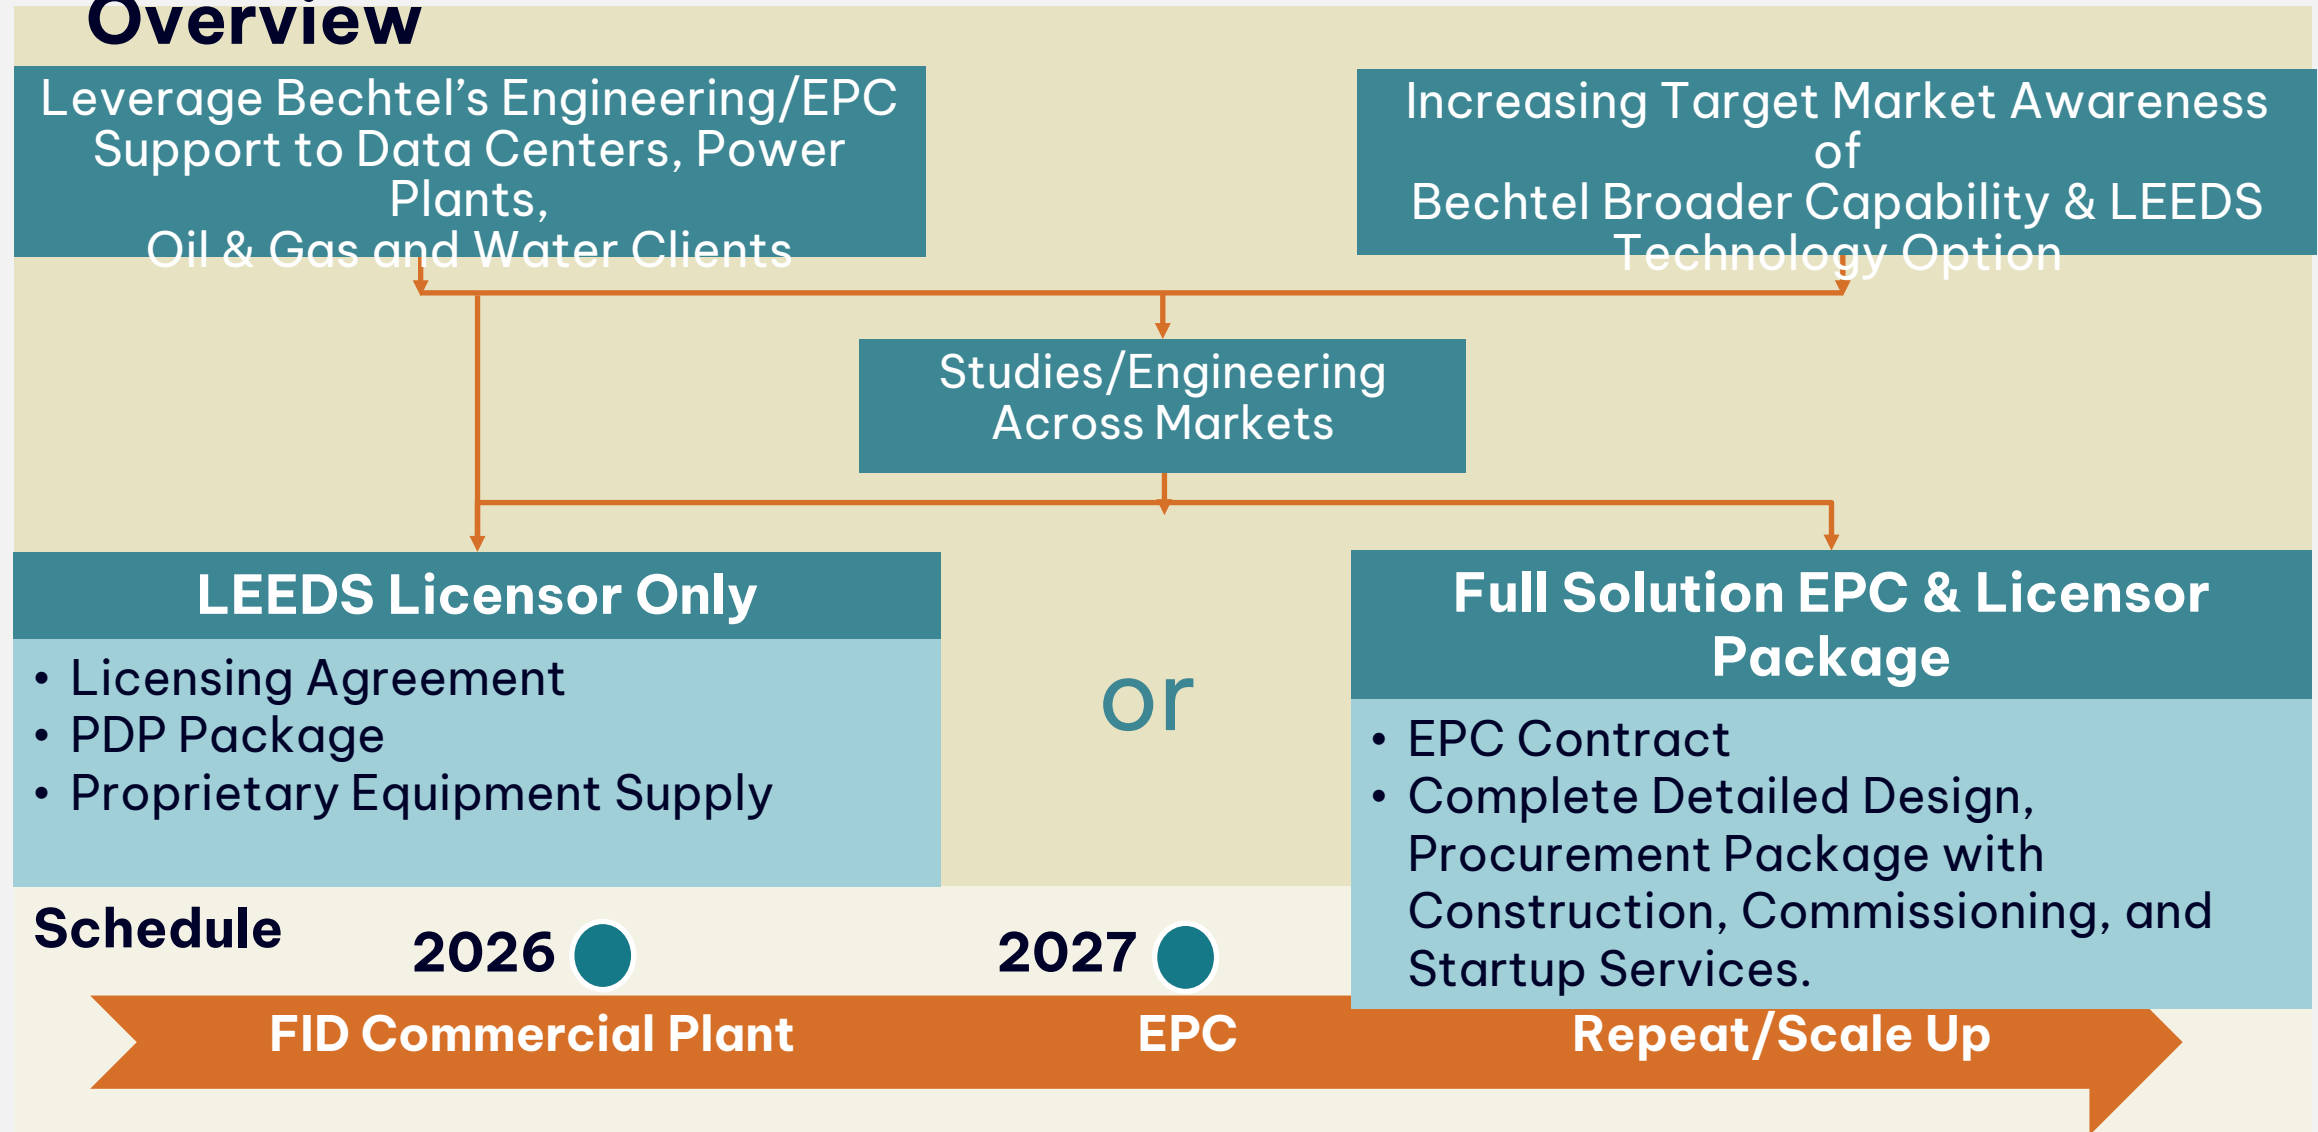 Overview
Leverage Bechtel’s Engineering/EPC
Support to Data Centers, Power
Plants,
Oil & Gas and Water Clients
Increasing Target Market Awareness
of
Bechtel Broader Capability & LEEDS
Technology Option
Studies/Engineering
Across Markets
LEEDS Licensor Only
• Licensing Agreement
• PDP Package
• Proprietary Equipment Supply
or
Full Solution EPC & Licensor
Package
• EPC Contract
• Complete Detailed Design,
Procurement Package with
Construction, Commissioning, and
Startup Services.
Schedule
2026
2027
FID Commercial Plant
EPC
Repeat/Scale Up